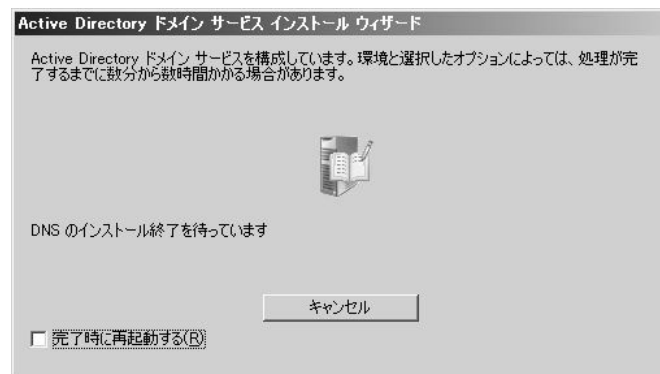 Active Directory ドメイン サービス インストール ウィザード
Active Directory ドメイン サービスを構成しています。環境と選択したオプションによっては、処理が完
了するまでに数分から数時間かかる場合があります。
DNS のインストール終了を待っています
キャンセル
完了時に再起動する(R)